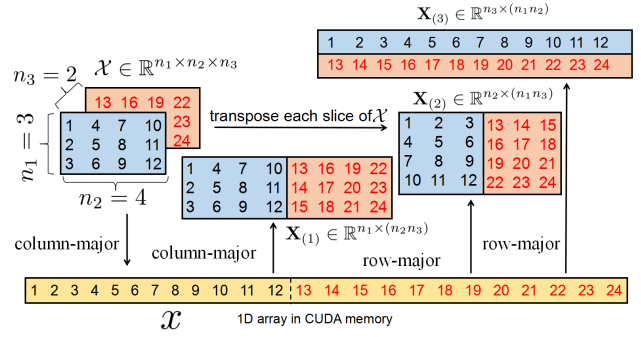 X(3) ∈ ℝ^{n3×(n1n2)}
1 2 3 4 5 6 7 8 9 10 11 12
13 14 15 16 17 18 19 20 21 22 23 24
n3 = 2
𝒳 ∈ ℝ^{n1×n2×n3}
13 16 19 22
23
24
n1 = 3
1 4 7 10
2 5 8 11
3 6 9 12
n2 = 4
transpose each slice of 𝒳
X(2) ∈ ℝ^{n2×(n1n3)}
1 2 3 13 14 15
4 5 6 16 17 18
7 8 9 19 20 21
10 11 12 22 23 24
1 4 7 10 13 16 19 22
2 5 8 11 14 17 20 23
3 6 9 12 15 18 21 24
X(1) ∈ ℝ^{n1×(n2n3)}
column-major
column-major
row-major
row-major
1 2 3 4 5 6 7 8 9 10 11 12 13 14 15 16 17 18 19 20 21 22 23 24
x
1D array in CUDA memory